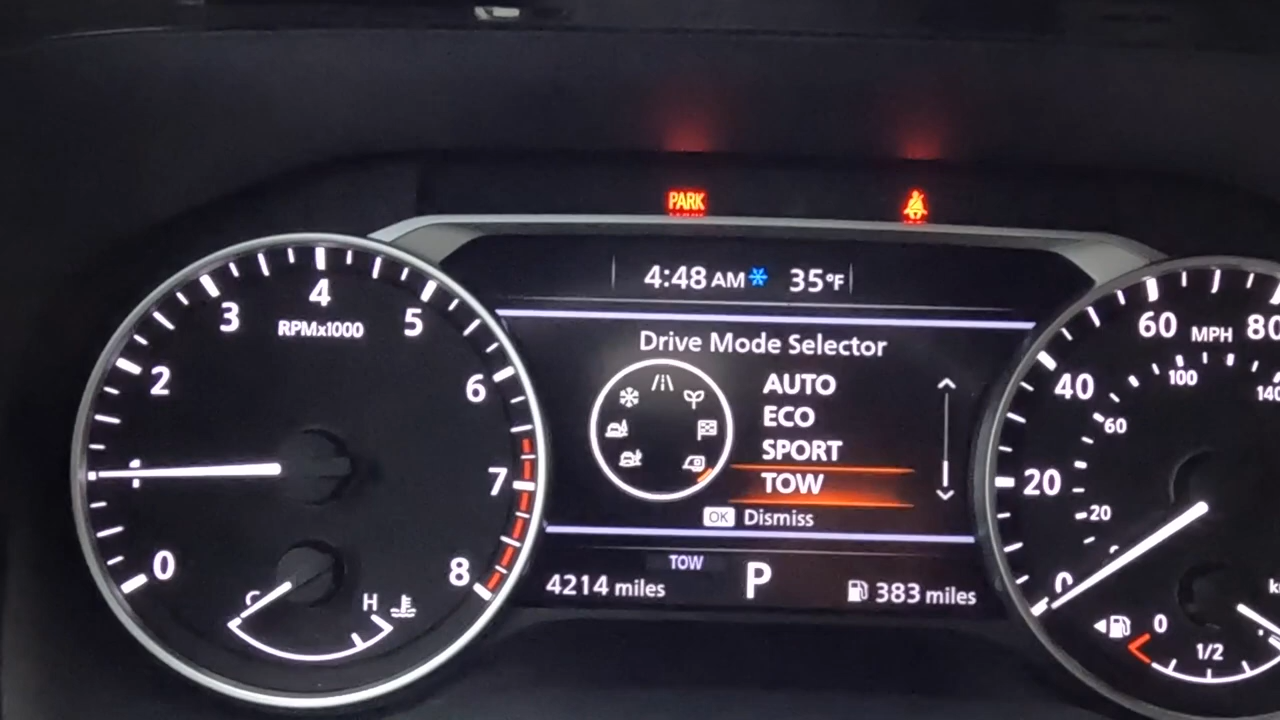 PARK
4:48 AM 35°F
Drive Mode Selector
AUTO
ECO
SPORT
TOW
OK Dismiss
TOW
4214 miles P 383 miles
0 1 2 3 4 5 6 7 8
RPMx1000
C H
0 20 40 60 80
MPH
20 60 100 140
0 1/2